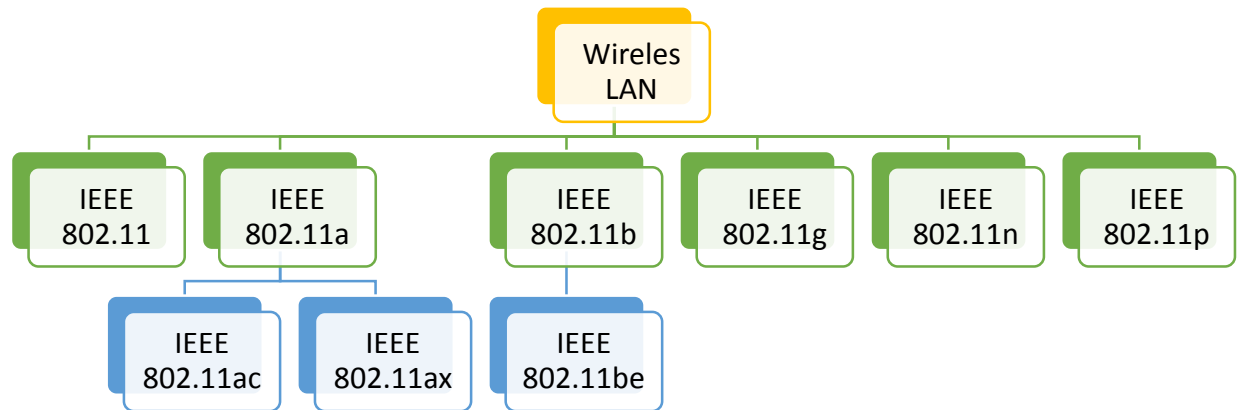 Wireles
LAN
IEEE
802.11
IEEE
802.11a
IEEE
802.11b
IEEE
802.11g
IEEE
802.11n
IEEE
802.11p
IEEE
802.11ac
IEEE
802.11ax
IEEE
802.11be